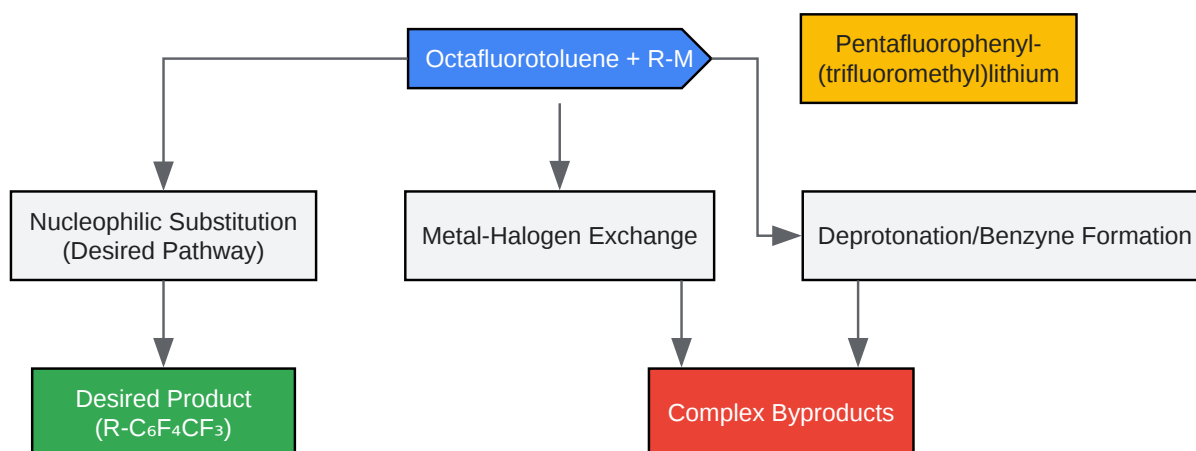 Octafluorotoluene + R-M
Pentafluorophenyl-
(trifluoromethyl)lithium
Nucleophilic Substitution
(Desired Pathway)
Metal-Halogen Exchange
Deprotonation/Benzyne Formation
Desired Product
(R-C₆F₄CF₃)
Complex Byproducts